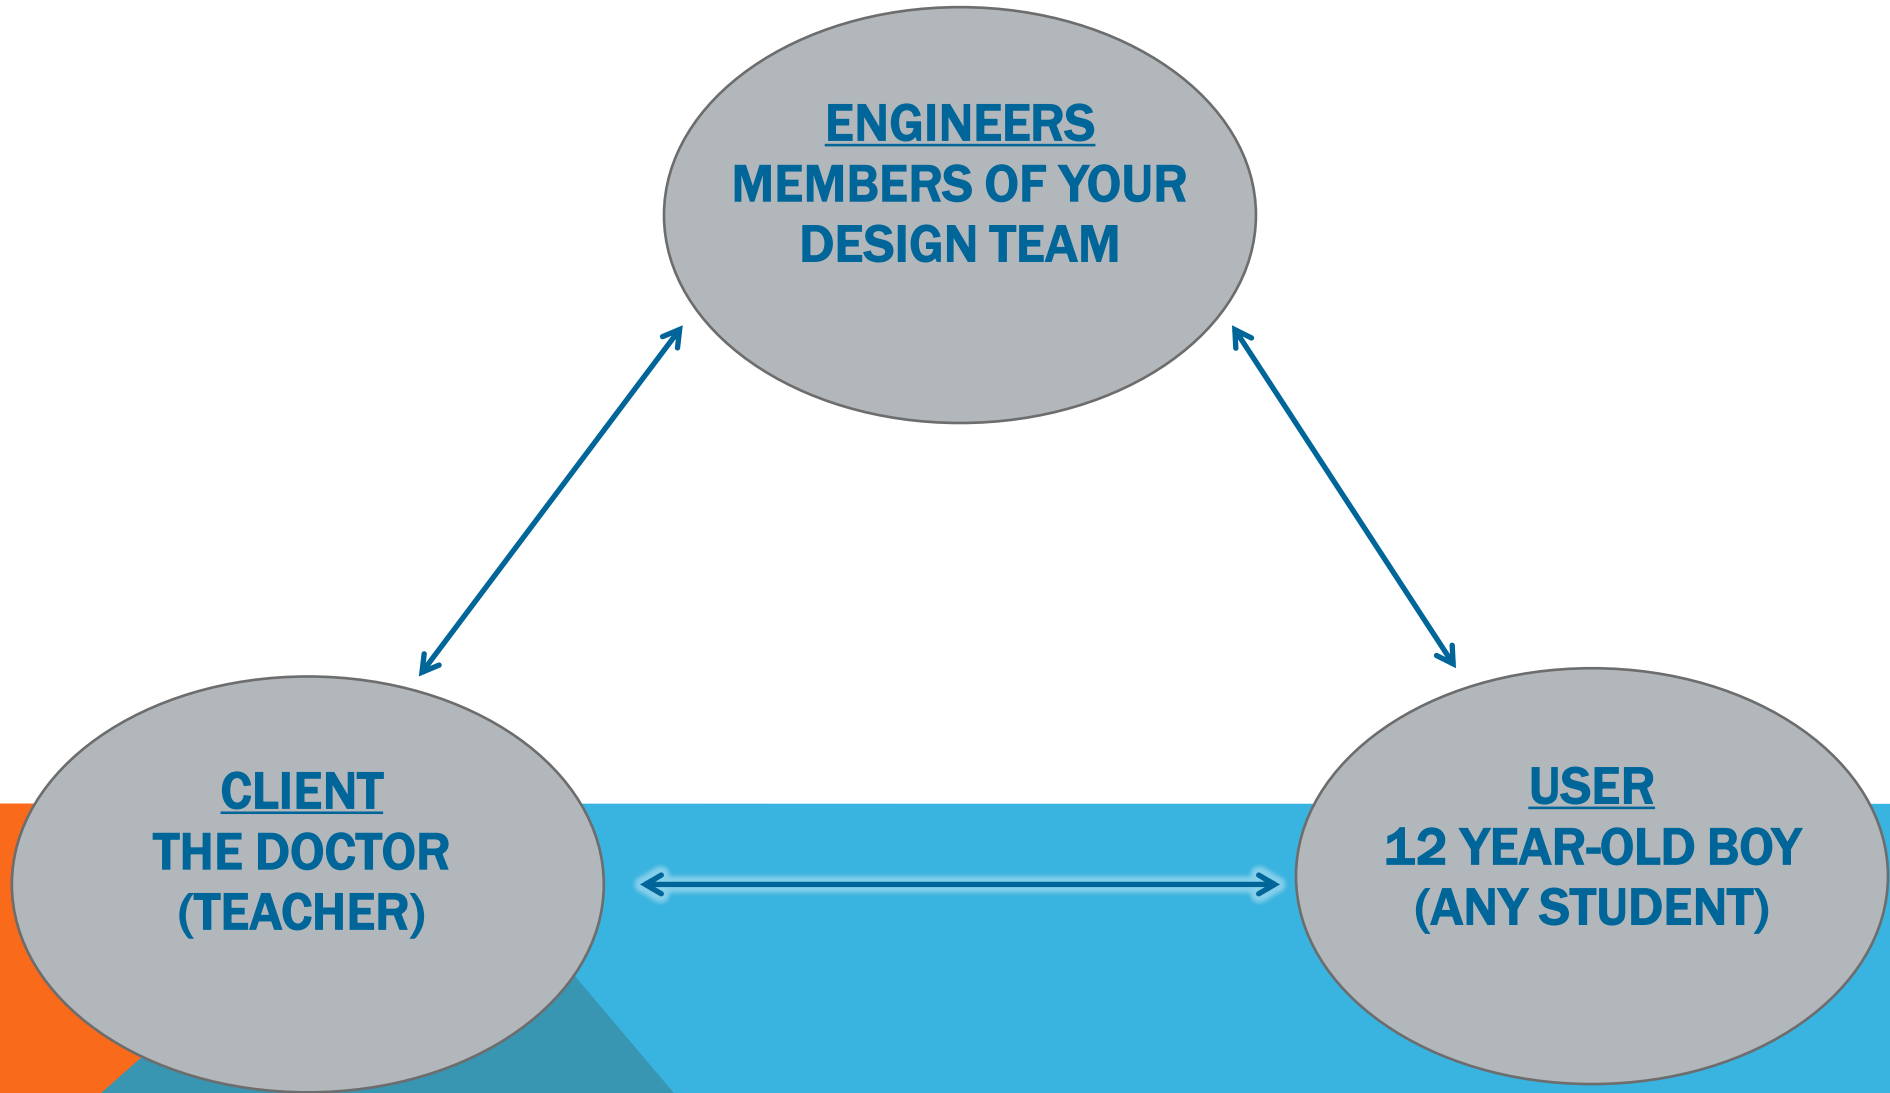 ENGINEERS
MEMBERS OF YOUR
DESIGN TEAM
CLIENT
THE DOCTOR
(TEACHER)
USER
12 YEAR-OLD BOY
(ANY STUDENT)